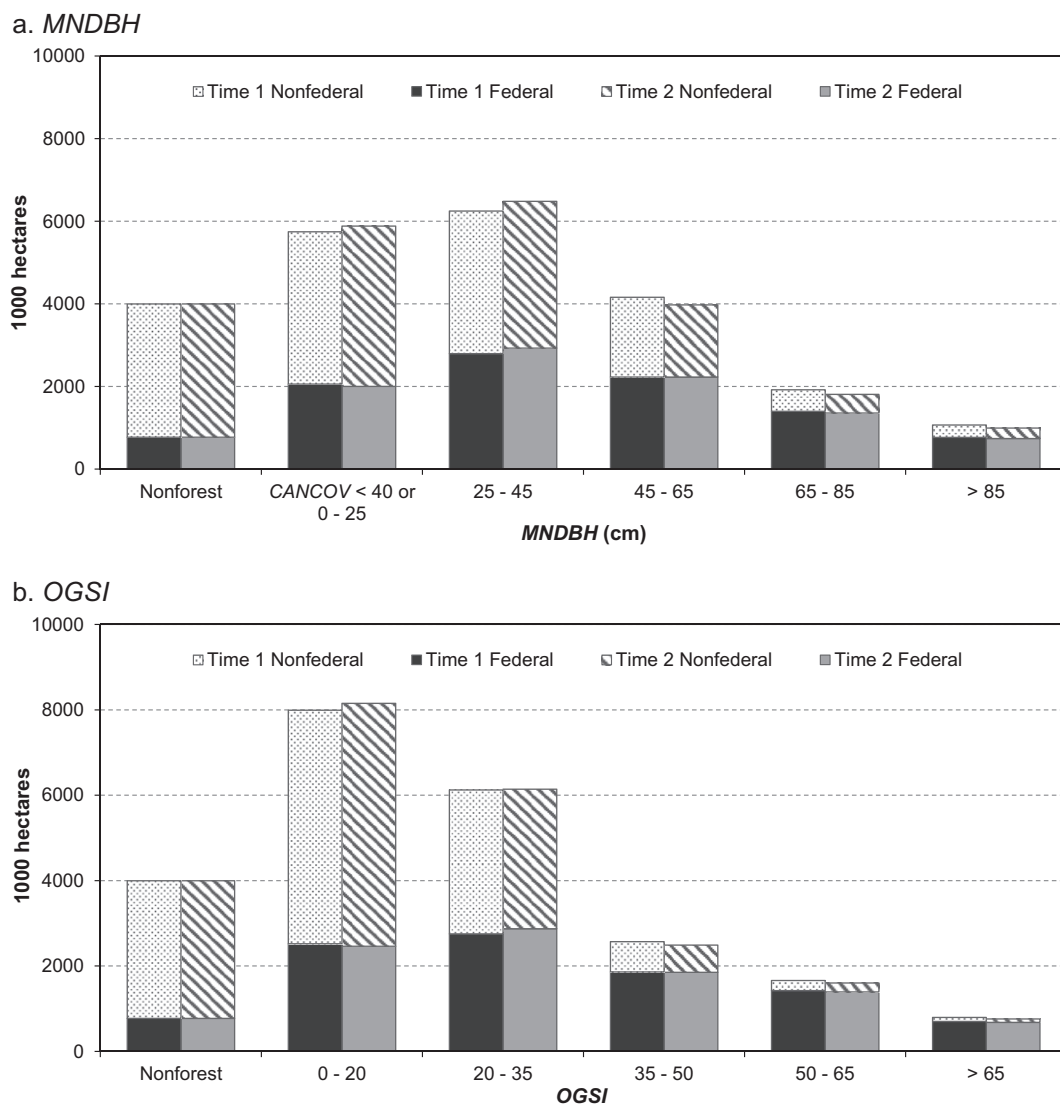 a. MNDBH
10000
8000
6000
4000
2000
0
1000 hectares
Time 1 Nonfederal Time 1 Federal Time 2 Nonfederal Time 2 Federal
Nonforest CANCOV < 40 or 0 - 25 25 - 45 45 - 65 65 - 85 > 85
MNDBH (cm)
b. OGSI
10000
8000
6000
4000
2000
0
1000 hectares
Time 1 Nonfederal Time 1 Federal Time 2 Nonfederal Time 2 Federal
Nonforest 0 - 20 20 - 35 35 - 50 50 - 65 > 65
OGSI